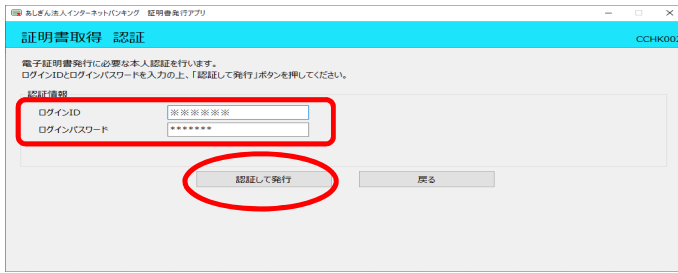 あしぎん法人インターネットバンキング 証明書発行アプリ
証明書取得 認証
CCHK002
電子証明書発行に必要な本人認証を行います。
ログインIDとログインパスワードを入力の上、「認証して発行」ボタンを押してください。
認証情報
ログインID ※※※※※※
ログインパスワード *******
認証して発行 戻る